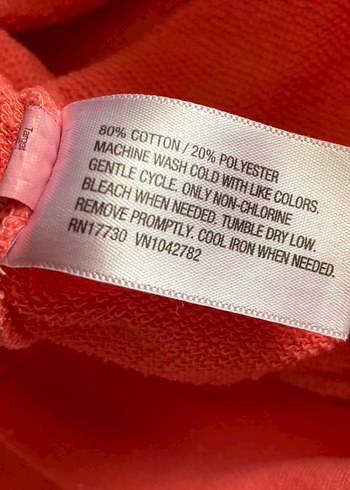 Target
80% COTTON / 20% POLYESTER
MACHINE WASH COLD WITH LIKE COLORS.
GENTLE CYCLE. ONLY NON-CHLORINE
BLEACH WHEN NEEDED. TUMBLE DRY LOW.
REMOVE PROMPTLY. COOL IRON WHEN NEEDED.
RN17730 VN1042782